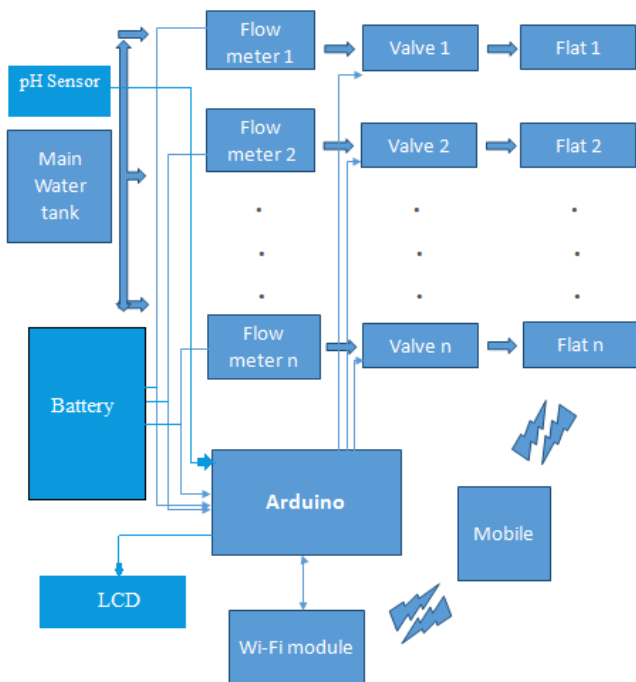 Flow
meter 1
Valve 1
Flat 1
pH Sensor
Main
Water
tank
Flow
meter 2
Valve 2
Flat 2
Flow
meter n
Valve n
Flat n
Battery
Arduino
Mobile
LCD
Wi-Fi module